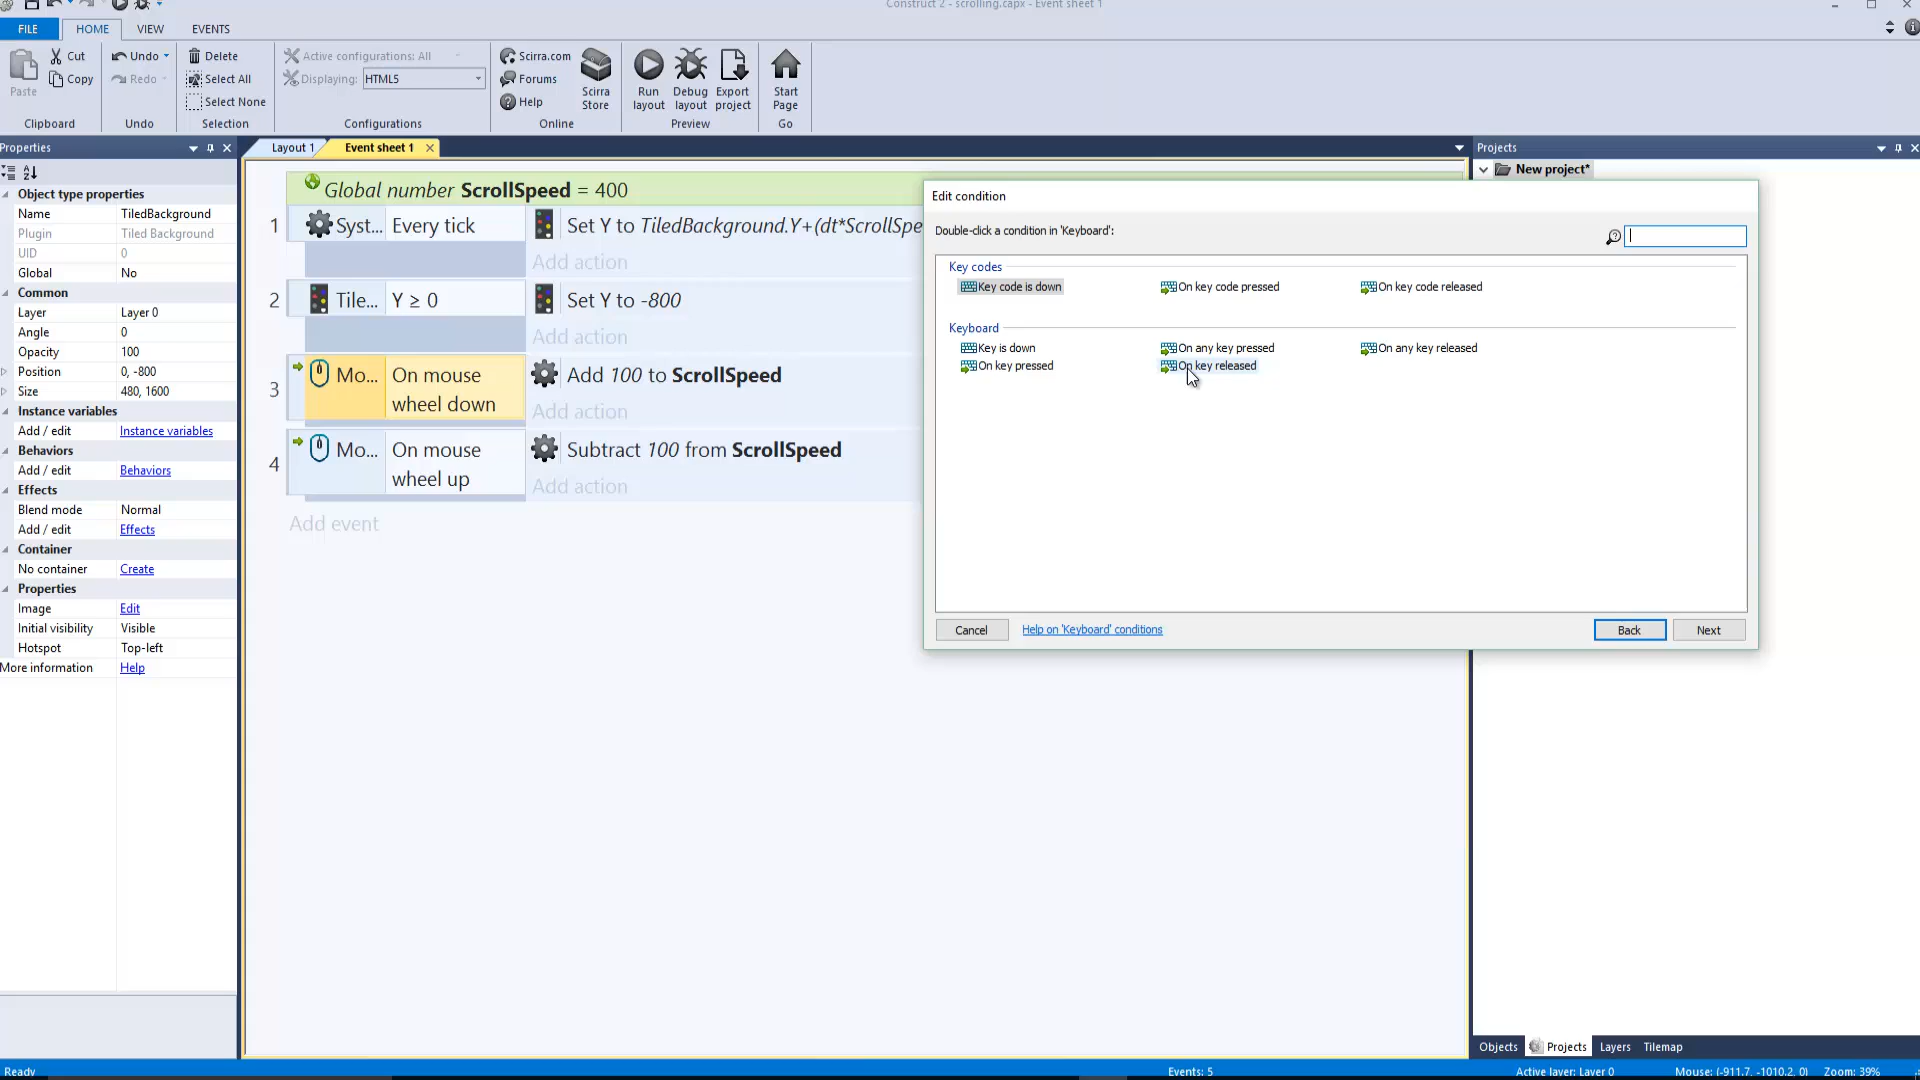 Construct 2 - scrolling.capx - Event sheet 1
FILE
HOME
VIEW
EVENTS
Paste
Cut
Copy
Clipboard
Undo
Redo
Undo
Delete
Select All
Select None
Selection
Active configurations: All
Displaying: HTML5
Configurations
Scirra.com
Forums
Help
Scirra
Store
Online
Run
layout
Debug
layout
Export
project
Preview
Start
Page
Go
Properties
Object type properties
Name TiledBackground
Plugin Tiled Background
UID 0
Global No
Common
Layer Layer 0
Angle 0
Opacity 100
Position 0, -800
Size 480, 1600
Instance variables
Add / edit Instance variables
Behaviors
Add / edit Behaviors
Effects
Blend mode Normal
Add / edit Effects
Container
No container Create
Properties
Image Edit
Initial visibility Visible
Hotspot Top-left
More information Help
Layout 1
Event sheet 1
Global number ScrollSpeed = 400
1 Syst... Every tick Set Y to TiledBackground.Y+(dt*ScrollSpe
Add action
2 Tile... Y ≥ 0 Set Y to -800
Add action
3 Mo... On mouse
wheel down
Add 100 to ScrollSpeed
Add action
4 Mo... On mouse
wheel up
Subtract 100 from ScrollSpeed
Add action
Add event
Edit condition
Double-click a condition in 'Keyboard':
Key codes
Key code is down On key code pressed On key code released
Keyboard
Key is down On any key pressed On any key released
On key pressed On key released
Cancel
Help on 'Keyboard' conditions
Back
Next
Projects
New project*
Objects Projects Layers Tilemap
Ready
Events: 5
Active layer: Layer 0
Mouse: (-911.7, -1010.2, 0)
Zoom: 39%